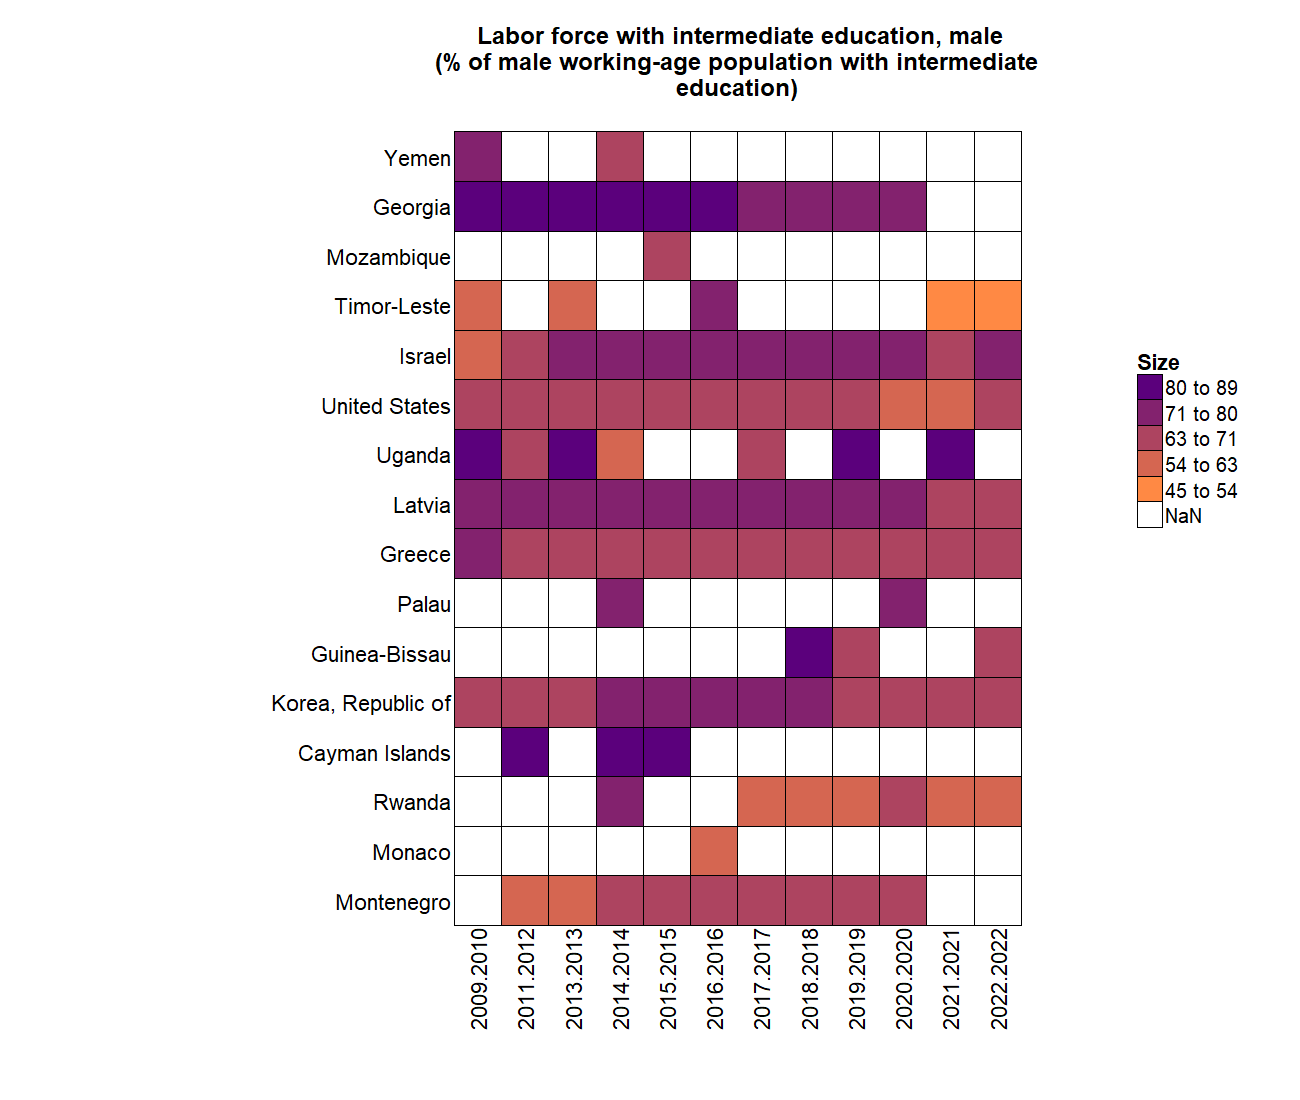 Labor force with intermediate education, male
(% of male working-age population with intermediate
education)
Yemen
Georgia
Mozambique
Timor-Leste
Israel
United States
Uganda
Latvia
Greece
Palau
Guinea-Bissau
Korea, Republic of
Cayman Islands
Rwanda
Monaco
Montenegro
2009.2010
2011.2012
2013.2013
2014.2014
2015.2015
2016.2016
2017.2017
2018.2018
2019.2019
2020.2020
2021.2021
2022.2022
Size
80 to 89
71 to 80
63 to 71
54 to 63
45 to 54
NaN